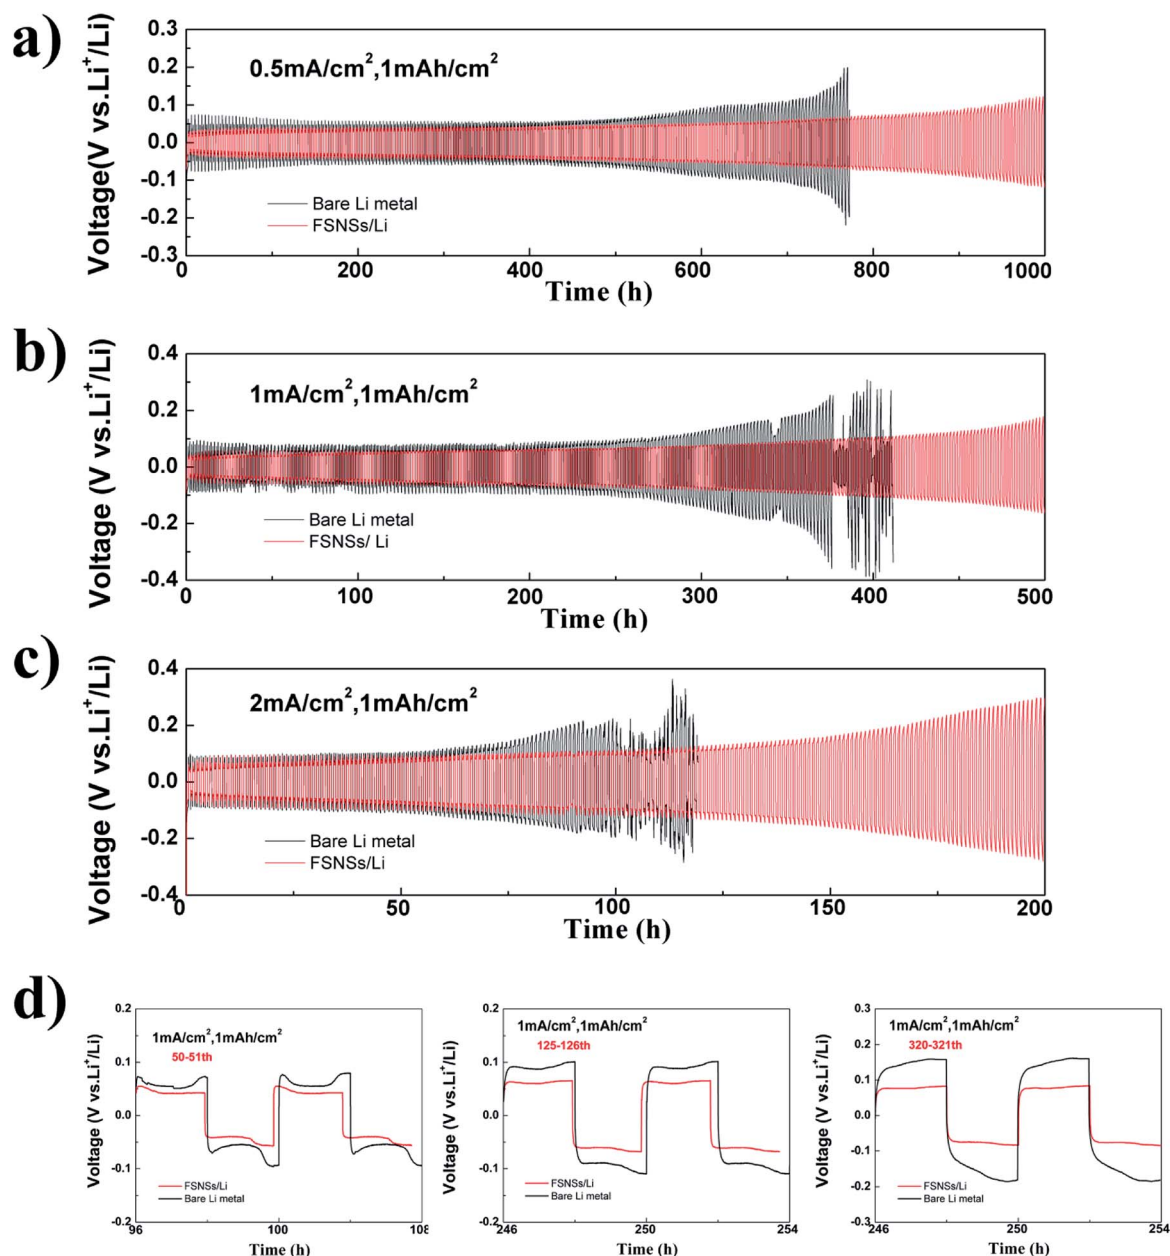 a)
Voltage(V vs.Li⁺/Li)
0.3
0.2
0.1
0.0
-0.1
-0.2
-0.3
0.5mA/cm²,1mAh/cm²
Bare Li metal
FSNSs/Li
0 200 400 600 800 1000
Time (h)
b)
Voltage (V vs.Li⁺/Li)
0.4
0.2
0.0
-0.2
-0.4
1mA/cm²,1mAh/cm²
Bare Li metal
FSNSs/ Li
0 100 200 300 400 500
Time (h)
c)
Voltage (V vs.Li⁺/Li)
0.4
0.2
0.0
-0.2
-0.4
2mA/cm²,1mAh/cm²
Bare Li metal
FSNSs/Li
0 50 100 150 200
Time (h)
d)
Voltage (V vs.Li⁺/Li)
0.2
0.1
0.0
-0.1
-0.2
1mA/cm²,1mAh/cm²
50-51th
FSNSs/Li
Bare Li metal
96 100
Time (h)
Voltage (V vs.Li⁺/Li)
0.2
0.1
0.0
-0.1
-0.2
1mA/cm²,1mAh/cm²
125-126th
FSNSs/Li
Bare Li metal
246 250 254
Time (h)
Voltage (V vs.Li⁺/Li)
0.3
0.2
0.1
0.0
-0.1
-0.2
-0.3
1mA/cm²,1mAh/cm²
320-321th
FSNSs/Li
Bare Li metal
246 250 254
Time (h)